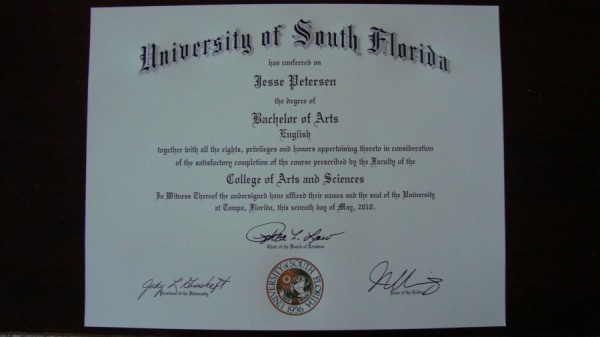 University of South Florida
has conferred on
Jesse Petersen
the degree of
Bachelor of Arts
English
together with all the rights, privileges and honors appertaining thereto in consideration
of the satisfactory completion of the course prescribed by the Faculty of the
College of Arts and Sciences
In Witness Thereof the undersigned have affixed their names and the seal of the University
at Tampa, Florida, this seventh day of May, 2010.
Chair of the Board of Trustees
President of the University
Dean of the College
UNIVERSITY of SOUTH FLORIDA
1956